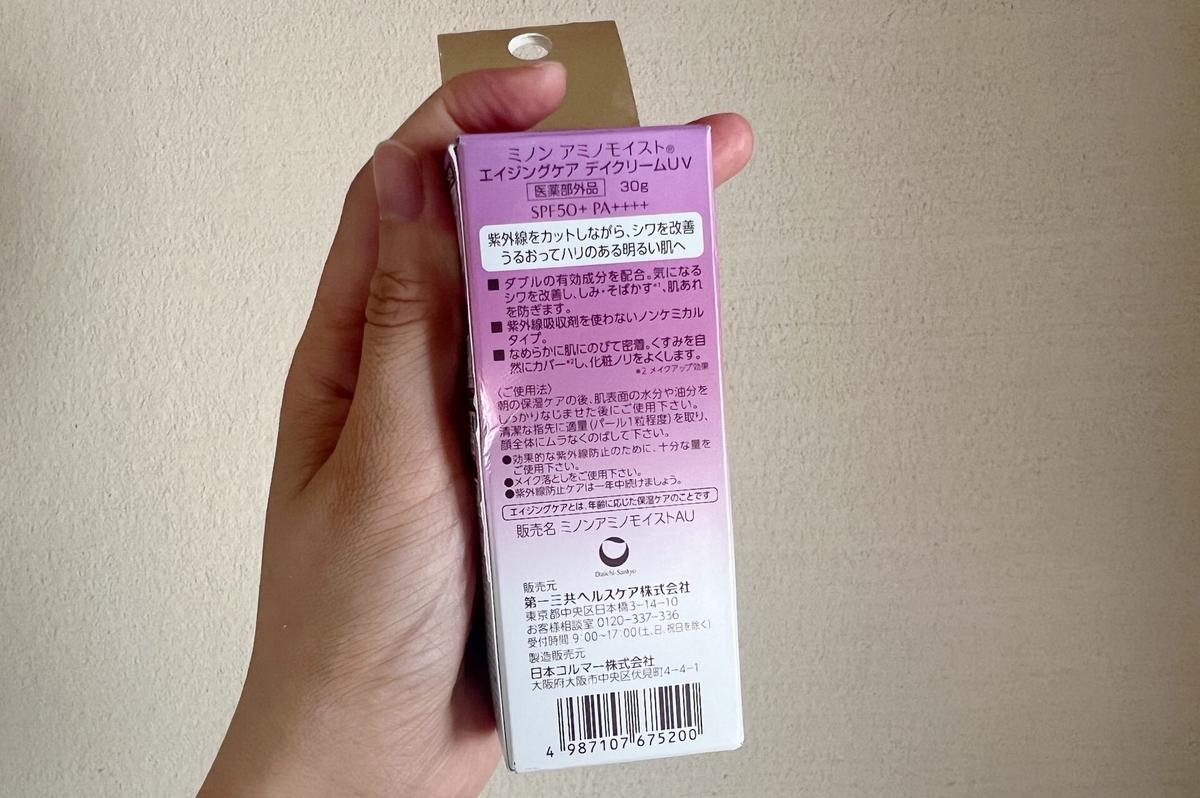 ミノン アミノモイスト®
エイジングケア デイクリームUV
医薬部外品 30g
SPF50+ PA++++
紫外線をカットしながら、シワを改善
うるおってハリのある明るい肌へ
■ ダブルの有効成分を配合。気になる
シワを改善し、しみ・そばかす*1、肌あれ
を防ぎます。
■ 紫外線吸収剤を使わないノンケミカル
タイプ。
■ なめらかに肌にのびて密着。くすみを自
然にカバー*2し、化粧ノリをよくします。
*2 メイクアップ効果
〈ご使用法〉
朝の保湿ケアの後、肌表面の水分や油分を
しっかりなじませた後にご使用下さい。
清潔な指先に適量(パール1粒程度)を取り、
顔全体にムラなくのばして下さい。
●効果的な紫外線防止のために、十分な量を
ご使用下さい。
●メイク落としをご使用下さい。
●紫外線防止ケアは一年中続けましょう。
エイジングケアとは、年齢に応じた保湿ケアのことです
販売名 ミノンアミノモイストAU
Daiichi-Sankyo
販売元
第一三共ヘルスケア株式会社
東京都中央区日本橋3-14-10
お客様相談室 0120-337-336
受付時間 9:00~17:00(土、日、祝日を除く)
製造販売元
日本コルマー株式会社
大阪府大阪市中央区伏見町4-4-1
4 987107 675200